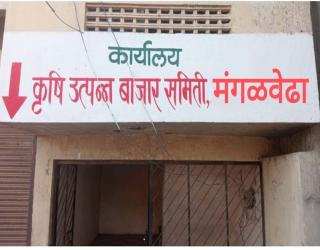 कार्यालय
कृषि उत्पन्न बाजार समिती, मंगळवेढा